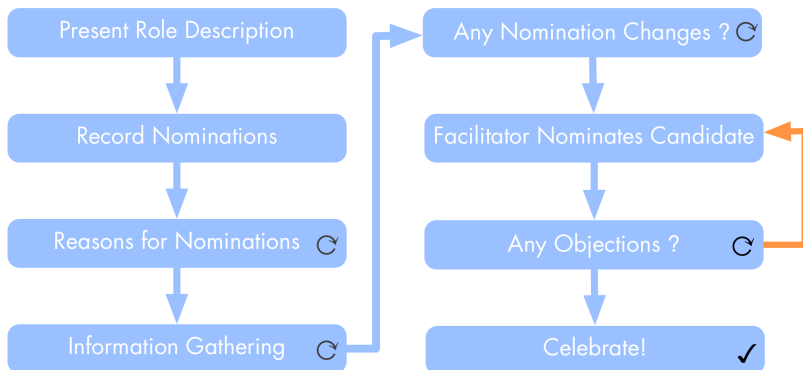 Present Role Description
Record Nominations
Reasons for Nominations
Information Gathering
Any Nomination Changes ?
Facilitator Nominates Candidate
Any Objections ?
Celebrate!